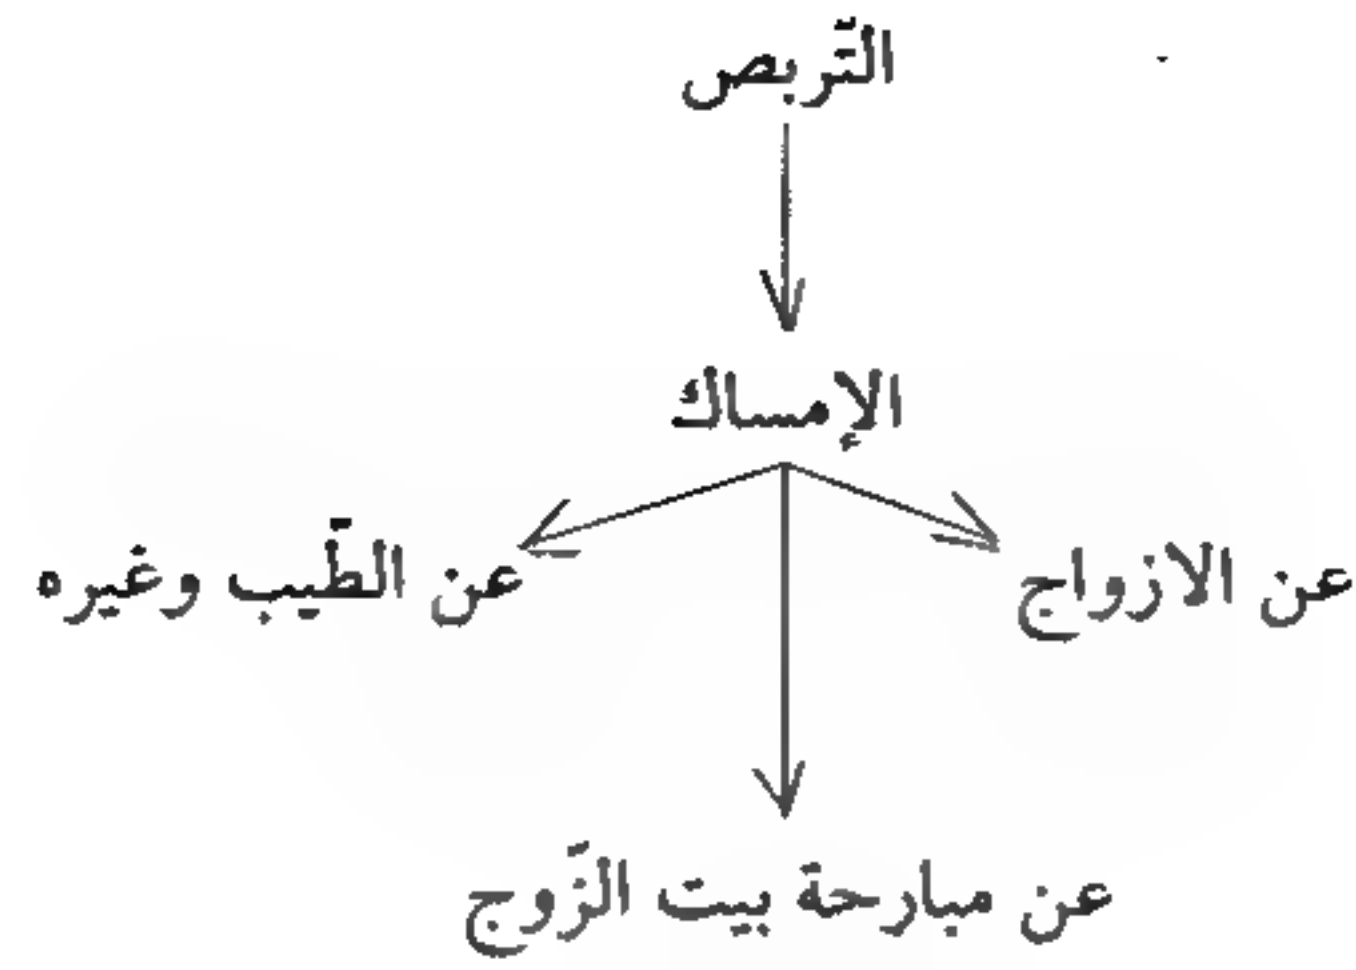 التّربص
الإمساك
عن الازواج
عن الطّيب وغيره
عن مبارحة بيت الزّوج